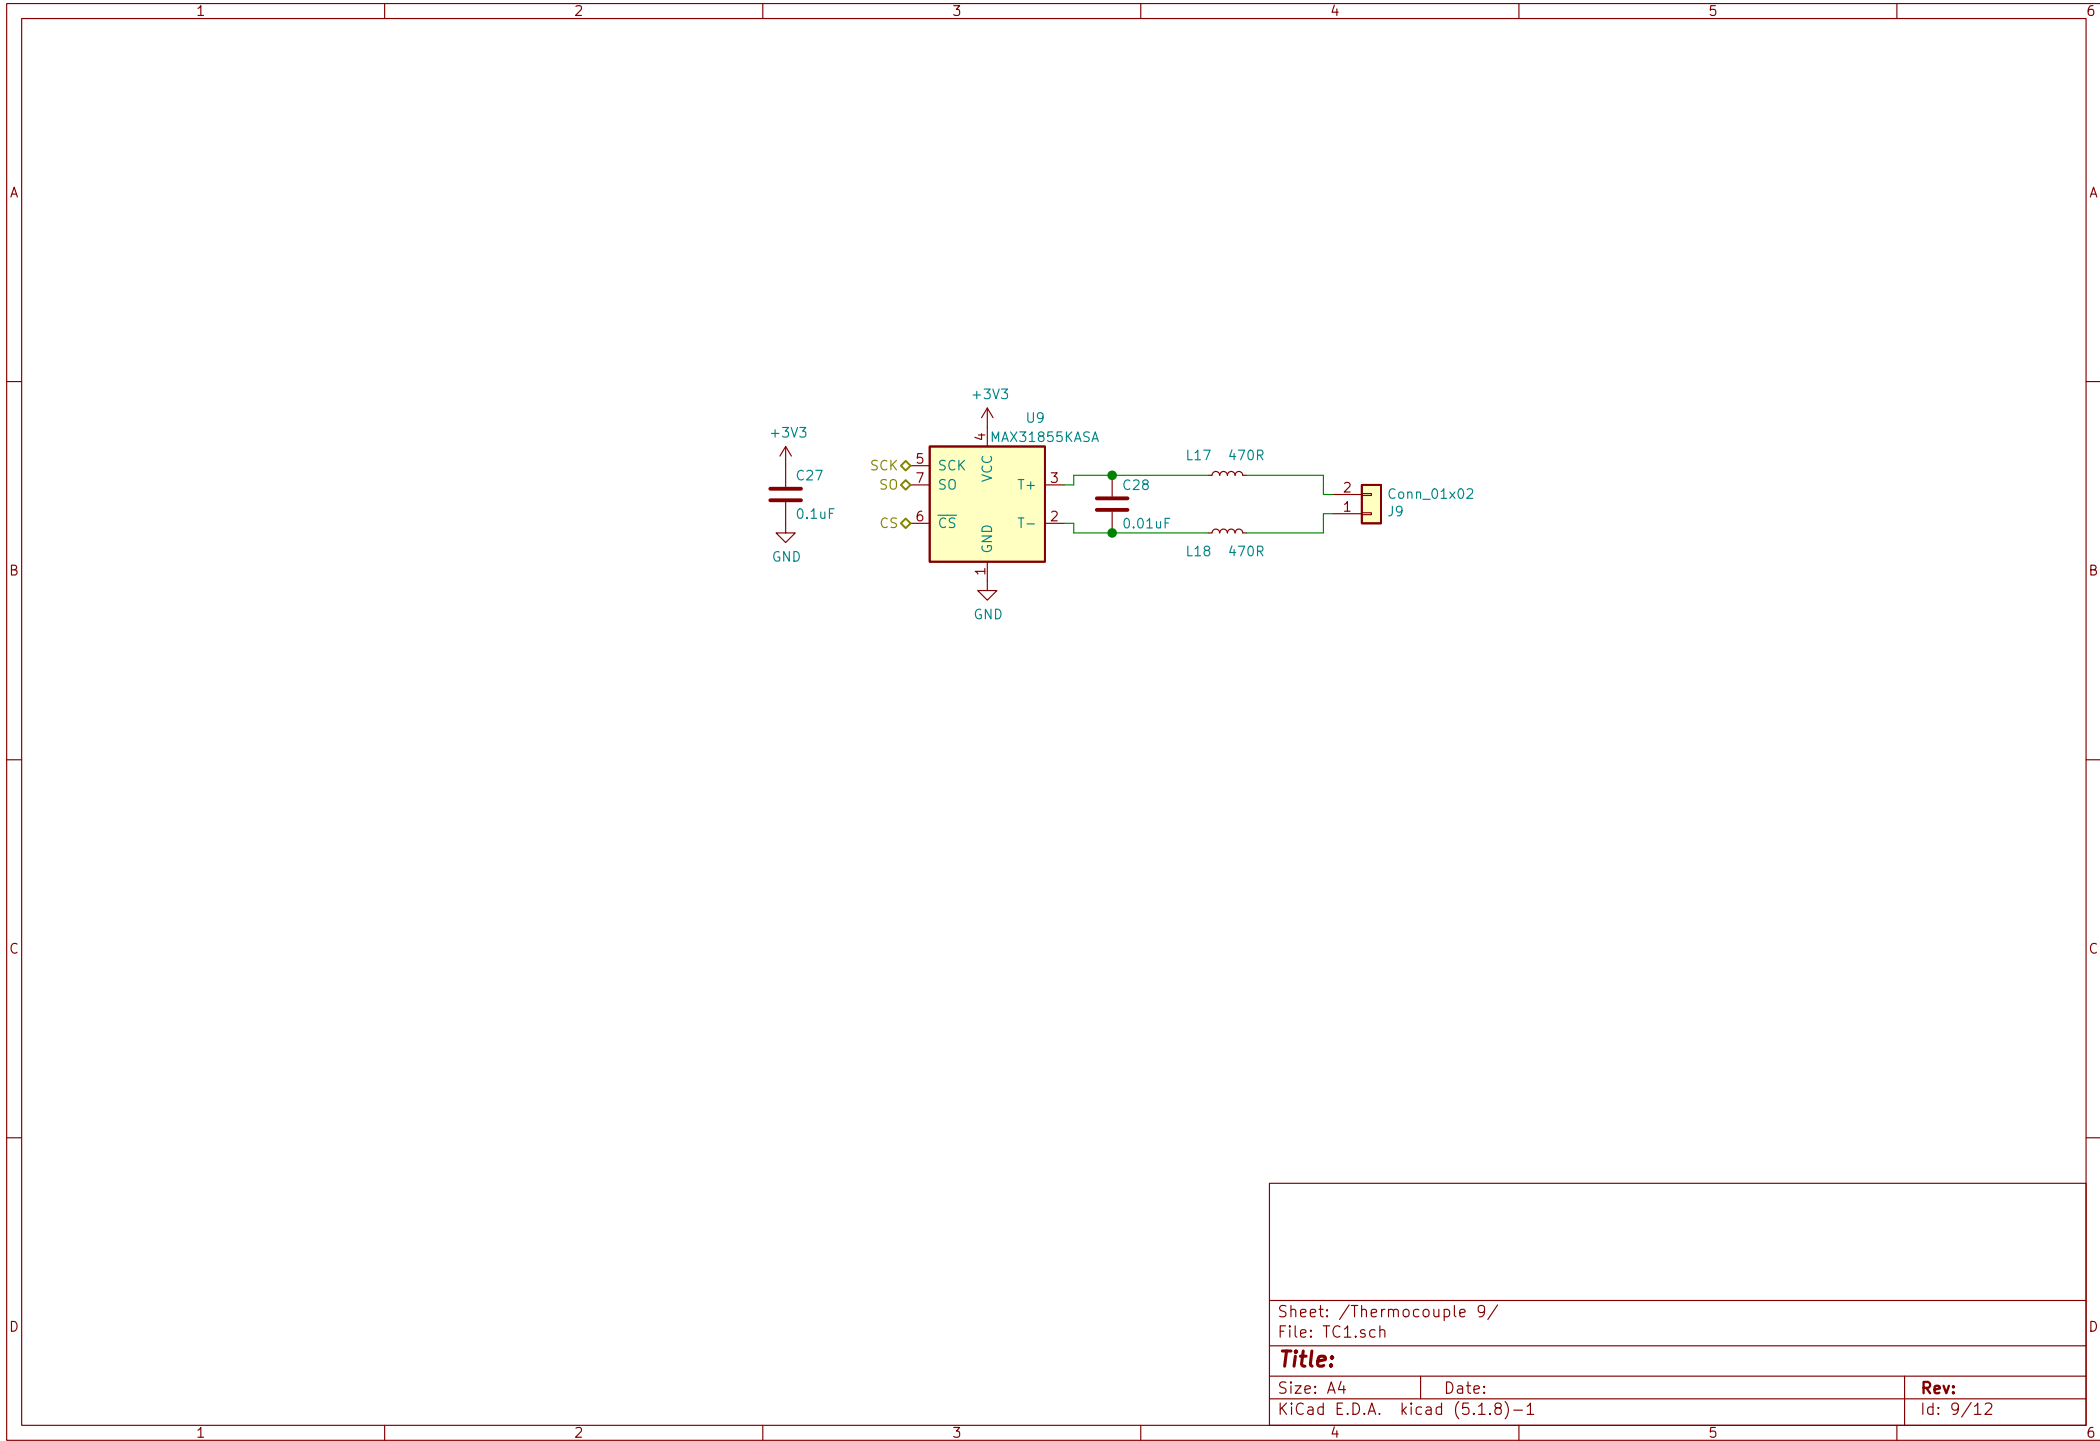 1 2 3 4 5 6
A A
+3V3
U9
+3V3
4 MAX31855KASA
L17 470R
SCK 5 SCK VCC
C27
SO 7 SO T+ 3 C28
2 Conn_01x02
1 J9
0.1uF
CS 6 CS GND T- 2 0.01uF
L18 470R
GND
B B
1
GND
C C
Sheet: /Thermocouple 9/
D D
File: TC1.sch
Title:
Size: A4 Date: Rev:
KiCad E.D.A. kicad (5.1.8)-1 Id: 9/12
1 2 3 4 5 6